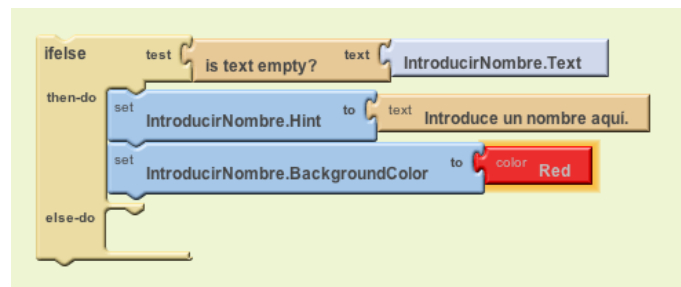 ifelse test is text empty? text IntroducirNombre.Text
then-do set IntroducirNombre.Hint to text Introduce un nombre aquí.
set IntroducirNombre.BackgroundColor to color Red
else-do